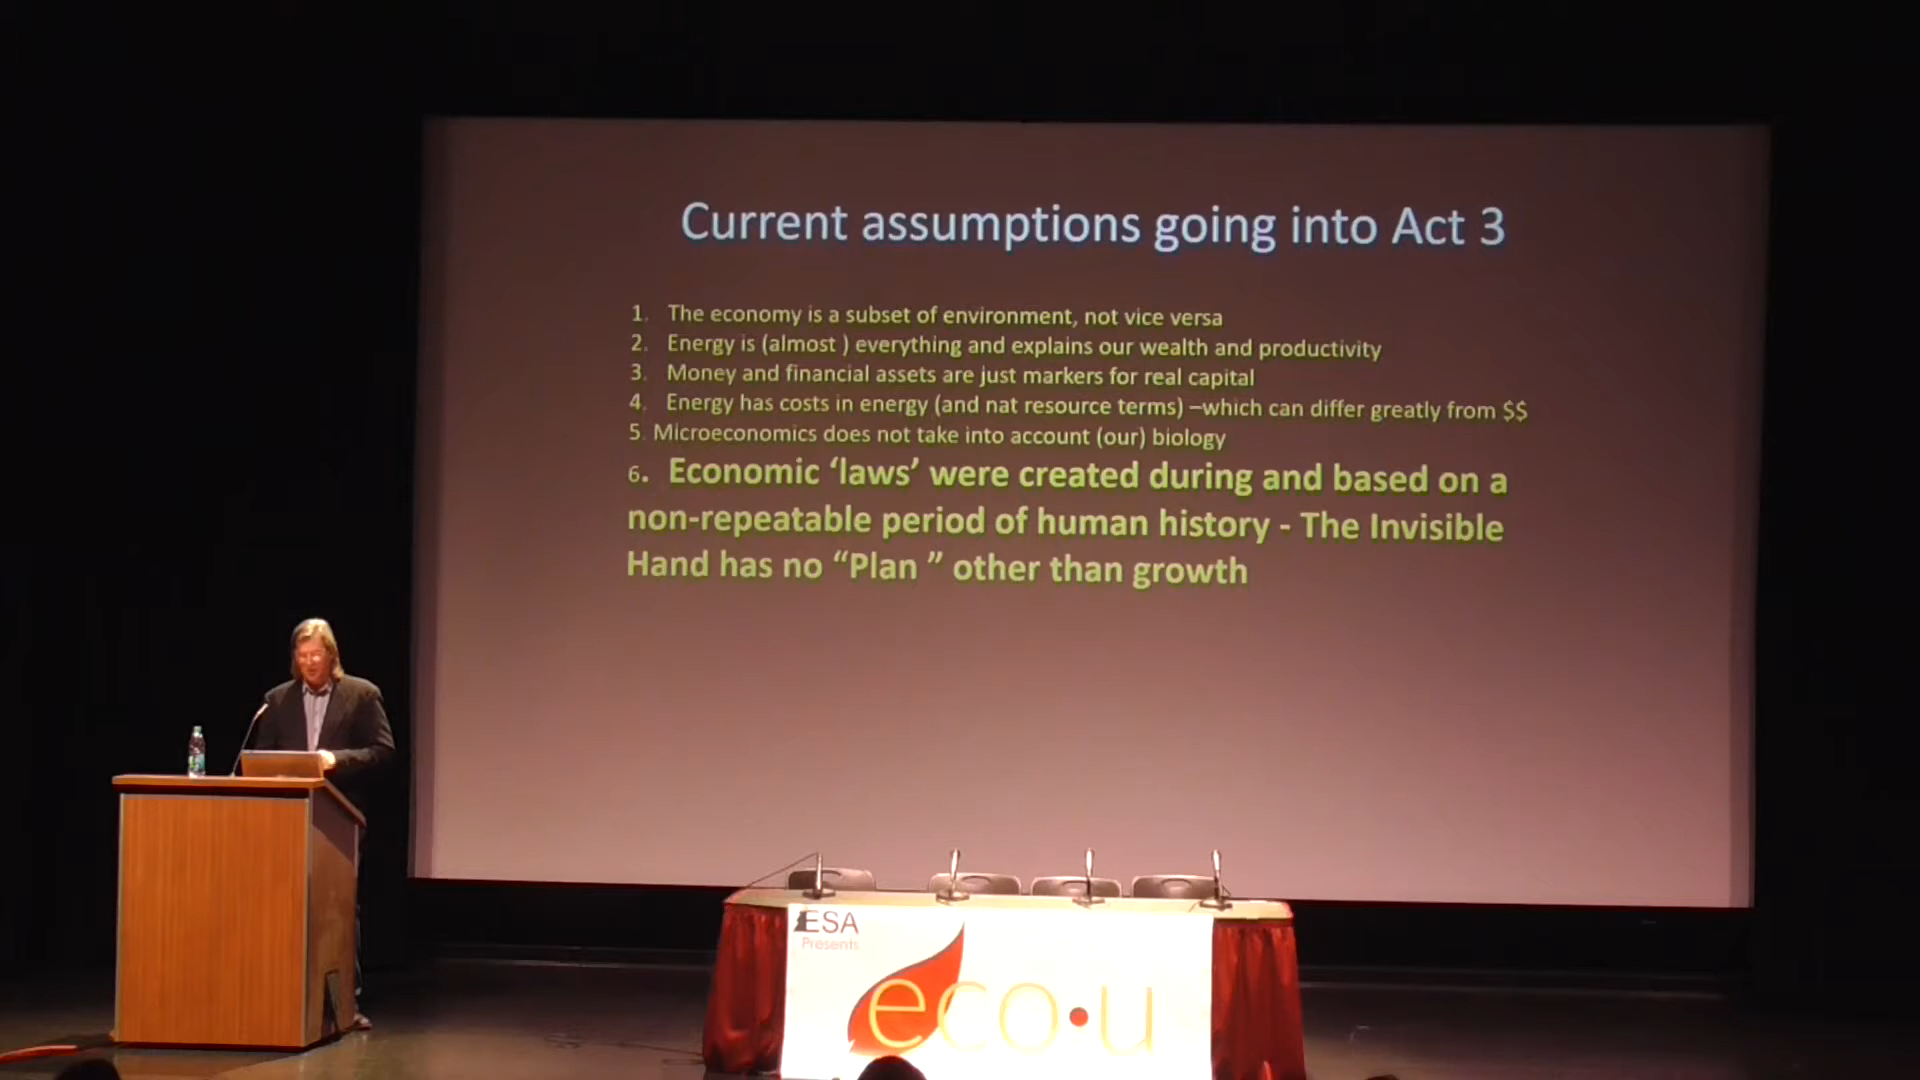 Current assumptions going into Act 3
1. The economy is a subset of environment, not vice versa
2. Energy is (almost ) everything and explains our wealth and productivity
3. Money and financial assets are just markers for real capital
4. Energy has costs in energy (and nat resource terms) –which can differ greatly from $$
5. Microeconomics does not take into account (our) biology
6. Economic ‘laws’ were created during and based on a
non-repeatable period of human history - The Invisible
Hand has no “Plan ” other than growth
ESA
Presents
eco•u